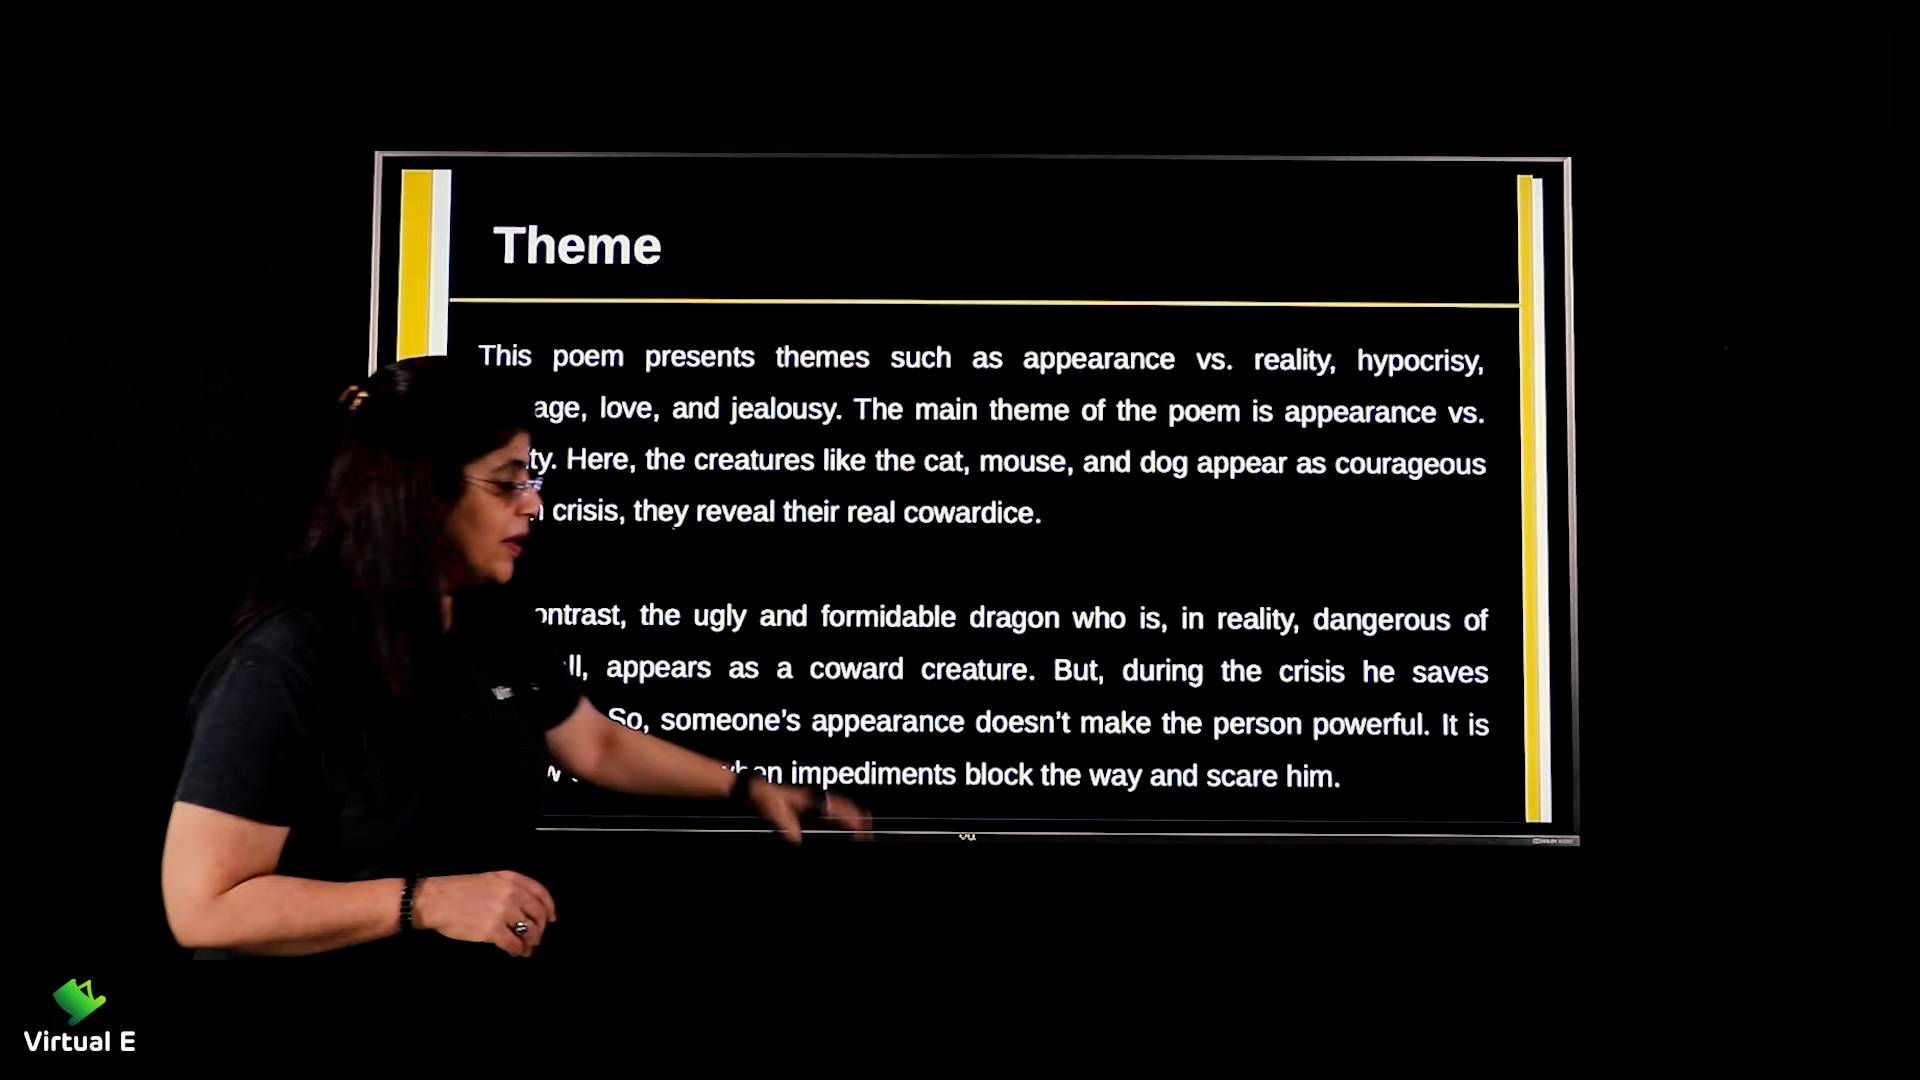 Theme
This poem presents themes such as appearance vs. reality, hypocrisy,
love, and jealousy. The main theme of the poem is appearance vs.
Here, the creatures like the cat, mouse, and dog appear as courageous
crisis, they reveal their real cowardice.
the ugly and formidable dragon who is, in reality, dangerous of
appears as a coward creature. But, during the crisis he saves
So, someone's appearance doesn't make the person powerful. It is
impediments block the way and scare him.
Virtual E